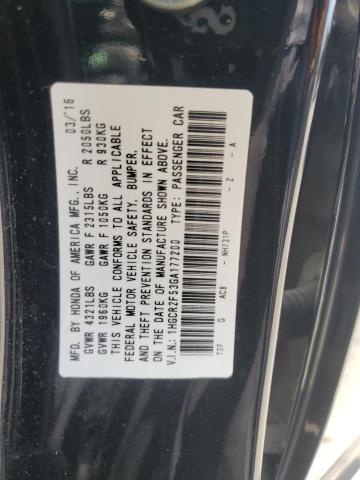 MFD. BY HONDA OF AMERICA MFG., INC. 03/16
GVWR 4321LBS GAWR F 2315LBS R 2050LBS
GVWR 1960KG GAWR F 1050KG R 930KG
THIS VEHICLE CONFORMS TO ALL APPLICABLE
FEDERAL MOTOR VEHICLE SAFETY, BUMPER,
AND THEFT PREVENTION STANDARDS IN EFFECT
ON THE DATE OF MANUFACTURE SHOWN ABOVE.
V.I.N.: 1HGCR2F53GA177200 TYPE: PASSENGER CAR
T2F G AC8 - NH731P - Z - A